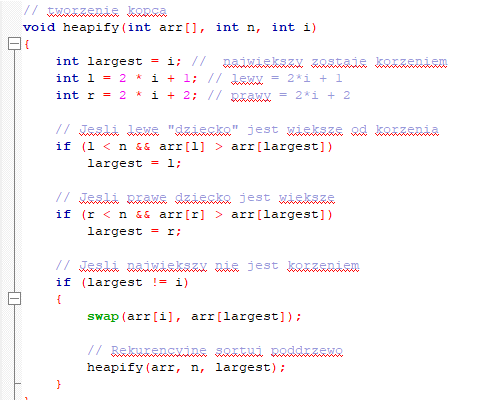 // tworzenie kopca
void heapify(int arr[], int n, int i)
{
int largest = i; //  najwiekszy zostaje korzeniem
int l = 2 * i + 1; // lewy = 2*i + 1
int r = 2 * i + 2; // prawy = 2*i + 2
// Jesli lewe "dziecko" jest wieksze od korzenia
if (l < n && arr[l] > arr[largest])
largest = l;
// Jesli prawe dziecko jest wieksze
if (r < n && arr[r] > arr[largest])
largest = r;
// Jesli najwiekszy nie jest korzeniem
if (largest != i)
{
swap(arr[i], arr[largest]);
// Rekurencyjne sortuj poddrzewo
heapify(arr, n, largest);
}
}